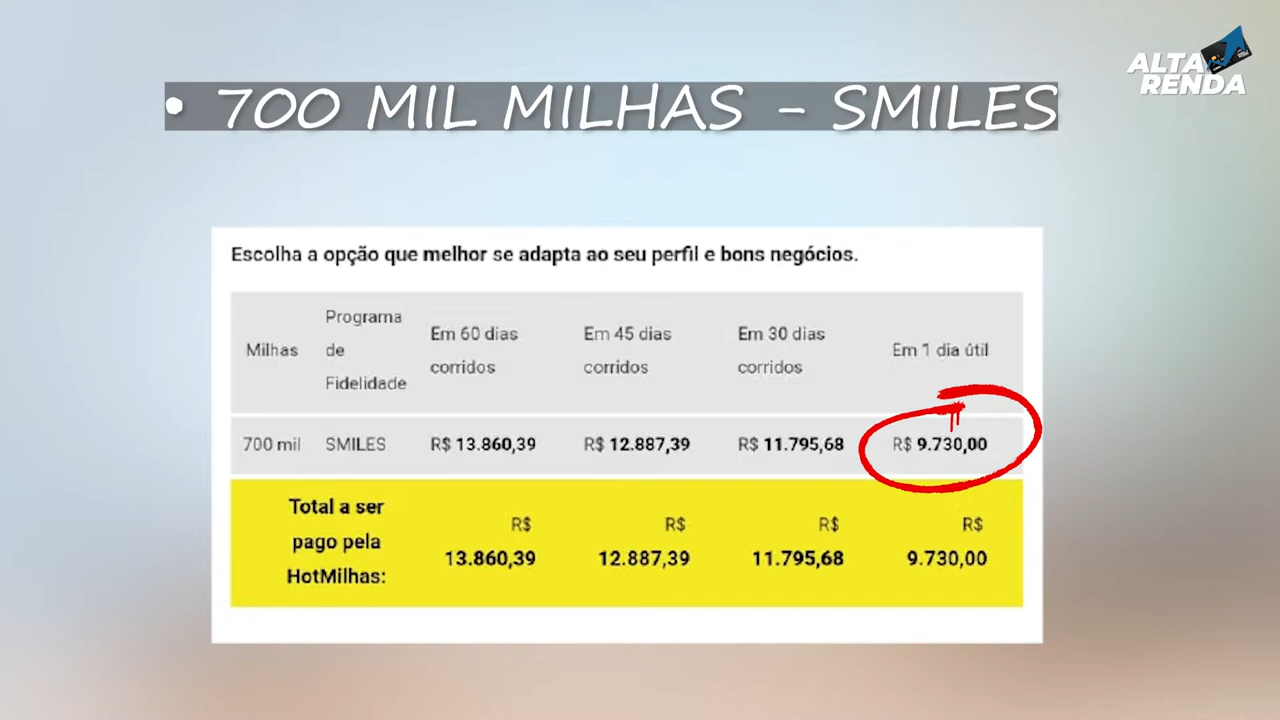 ALTA
RENDA
• 700 MIL MILHAS - SMILES
Escolha a opção que melhor se adapta ao seu perfil e bons negócios.
Milhas
Programa
de
Fidelidade
Em 60 dias
corridos
Em 45 dias
corridos
Em 30 dias
corridos
Em 1 dia útil
700 mil SMILES R$ 13.860,39 R$ 12.887,39 R$ 11.795,68 R$ 9.730,00
Total a ser
pago pela
HotMilhas:
R$
13.860,39
R$
12.887,39
R$
11.795,68
R$
9.730,00